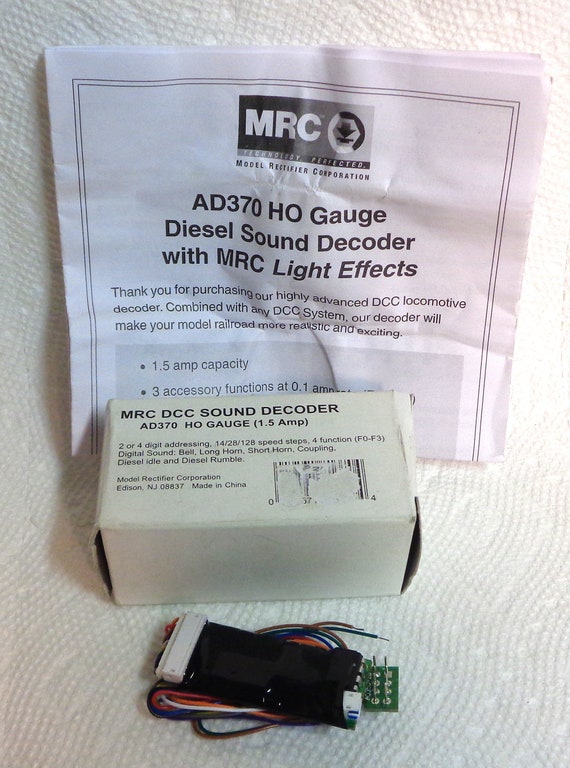 MRC
TECHNOLOGY, PERFECTED.
MODEL RECTIFIER CORPORATION
AD370 HO Gauge
Diesel Sound Decoder
with MRC Light Effects
Thank you for purchasing our highly advanced DCC locomotive
decoder. Combined with any DCC System, our decoder will
make your model railroad more realistic and exciting.
• 1.5 amp capacity
• 3 accessory functions at 0.1 amp
MRC DCC SOUND DECODER
AD370 HO GAUGE (1.5 Amp)
2 or 4 digit addressing, 14/28/128 speed steps, 4 function (F0-F3)
Digital Sound: Bell, Long Horn, Short Horn, Coupling,
Diesel idle and Diesel Rumble.
Model Rectifier Corporation
Edison, NJ 08837 Made in China
0 4